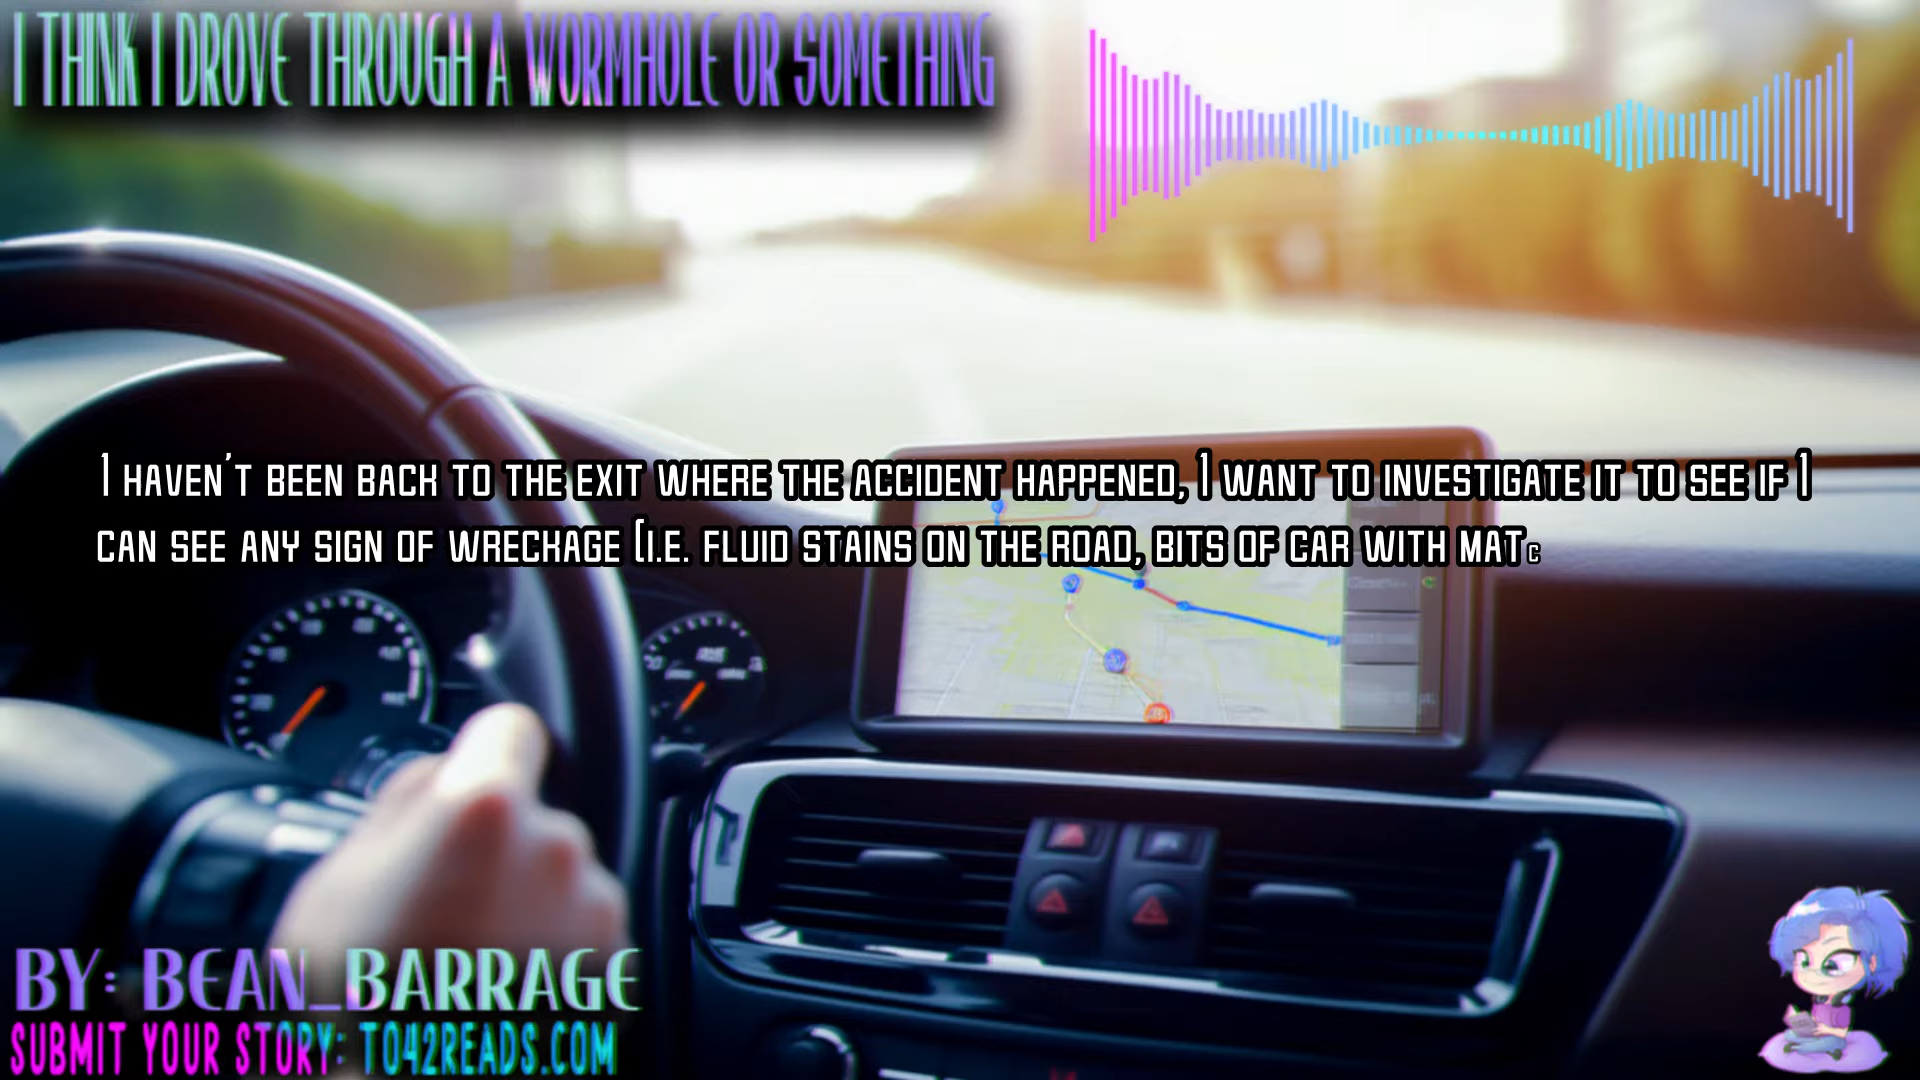 I THINK I DROVE THROUGH A WORMHOLE OR SOMETHING
I HAVEN'T BEEN BACK TO THE EXIT WHERE THE ACCIDENT HAPPENED, I WANT TO INVESTIGATE IT TO SEE IF I
CAN SEE ANY SIGN OF WRECKAGE (I.E. FLUID STAINS ON THE ROAD, BITS OF CAR WITH MATC
BY: BEAN_BARRAGE
SUBMIT YOUR STORY: TO42READS.COM